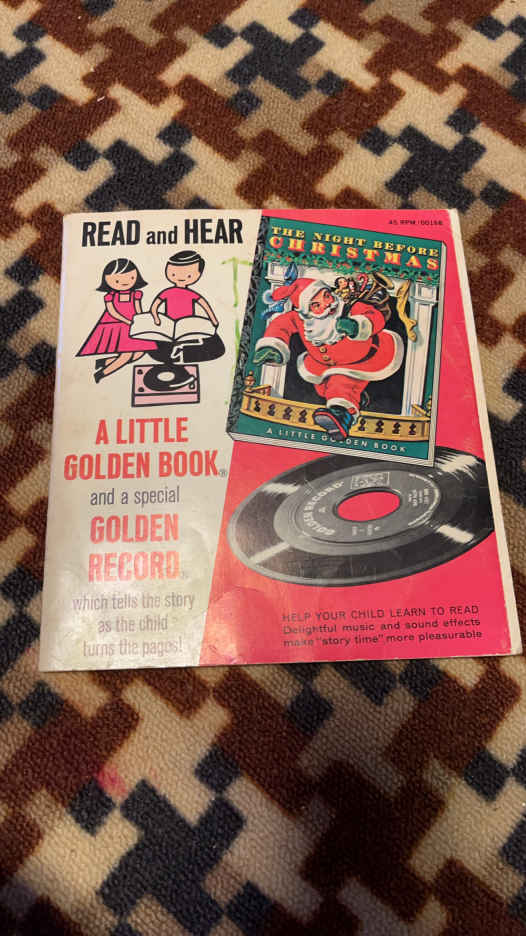 READ and HEAR
45 RPM/00186
THE NIGHT BEFORE
CHRISTMAS
A LITTLE GOLDEN BOOK
A LITTLE
GOLDEN BOOK®
and a special
GOLDEN
RECORD®
which tells the story
as the child
turns the pages!
GOLDEN RECORD
HELP YOUR CHILD LEARN TO READ
Delightful music and sound effects
make "story time" more pleasurable